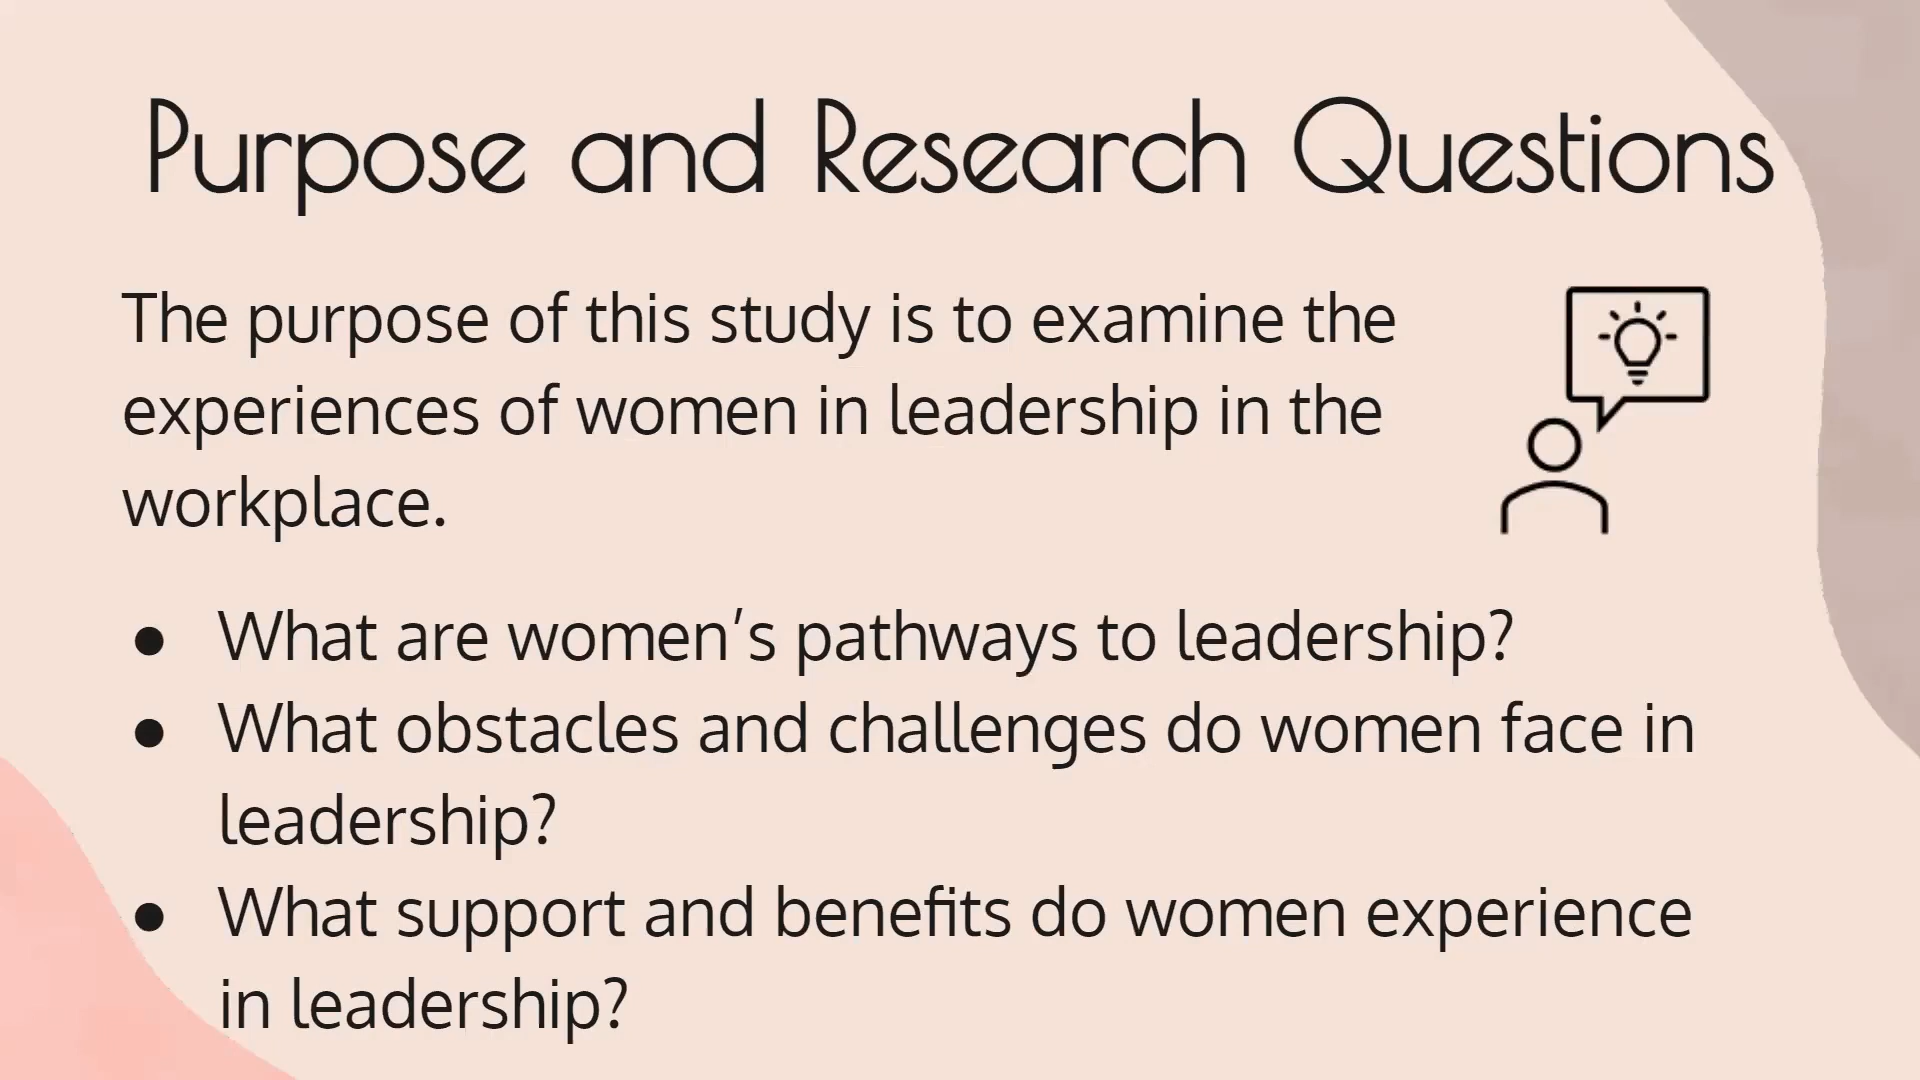 Purpose and Research Questions
The purpose of this study is to examine the
experiences of women in leadership in the
workplace.
● What are women’s pathways to leadership?
● What obstacles and challenges do women face in
leadership?
● What support and benefits do women experience
in leadership?